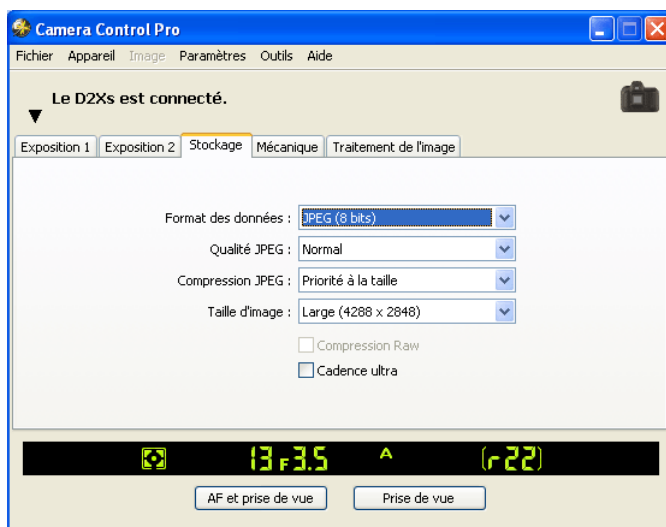 Camera Control Pro
Fichier Appareil Image Paramètres Outils Aide
Le D2Xs est connecté.
Exposition 1 Exposition 2 Stockage Mécanique Traitement de l'image
Format des données : JPEG (8 bits)
Qualité JPEG : Normal
Compression JPEG : Priorité à la taille
Taille d'image : Large (4288 x 2848)
Compression Raw
Cadence ultra
13 F3.5 A (r 22)
AF et prise de vue Prise de vue